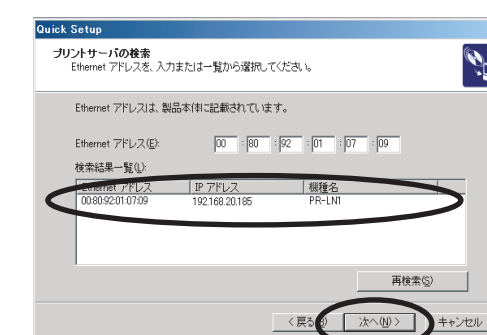 Quick Setup
プリントサーバの検索
Ethernet アドレスを、入力または一覧から選択してください。
Ethernet アドレスは、製品本体に記載されています。
Ethernet アドレス(E): 00 : 80 : 92 : 01 : 07 : 09
検索結果一覧(L):
Ethernet アドレス IP アドレス 機種名
00:80:92:01:07:09 192.168.20.185 PR-LN1
再検索(S)
< 戻る(B) 次へ(N) > キャンセル